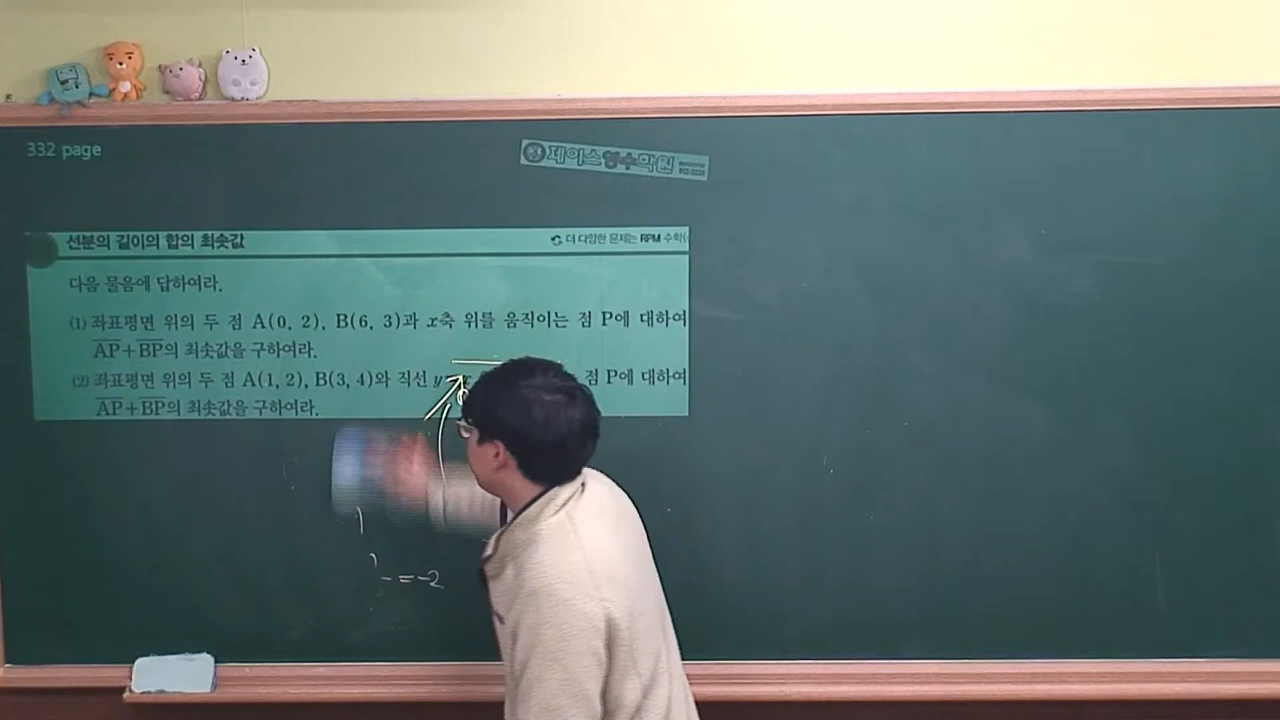 332 page
제이스영수학원
선분의 길이의 합의 최솟값
더 다양한 문제는 RPM 수학(
다음 물음에 답하여라.
(1) 좌표평면 위의 두 점 A(0, 2), B(6, 3)과 x축 위를 움직이는 점 P에 대하여
AP+BP의 최솟값을 구하여라.
(2) 좌표평면 위의 두 점 A(1, 2), B(3, 4)와 직선 y 점 P에 대하여
AP+BP의 최솟값을 구하여라.
= -2